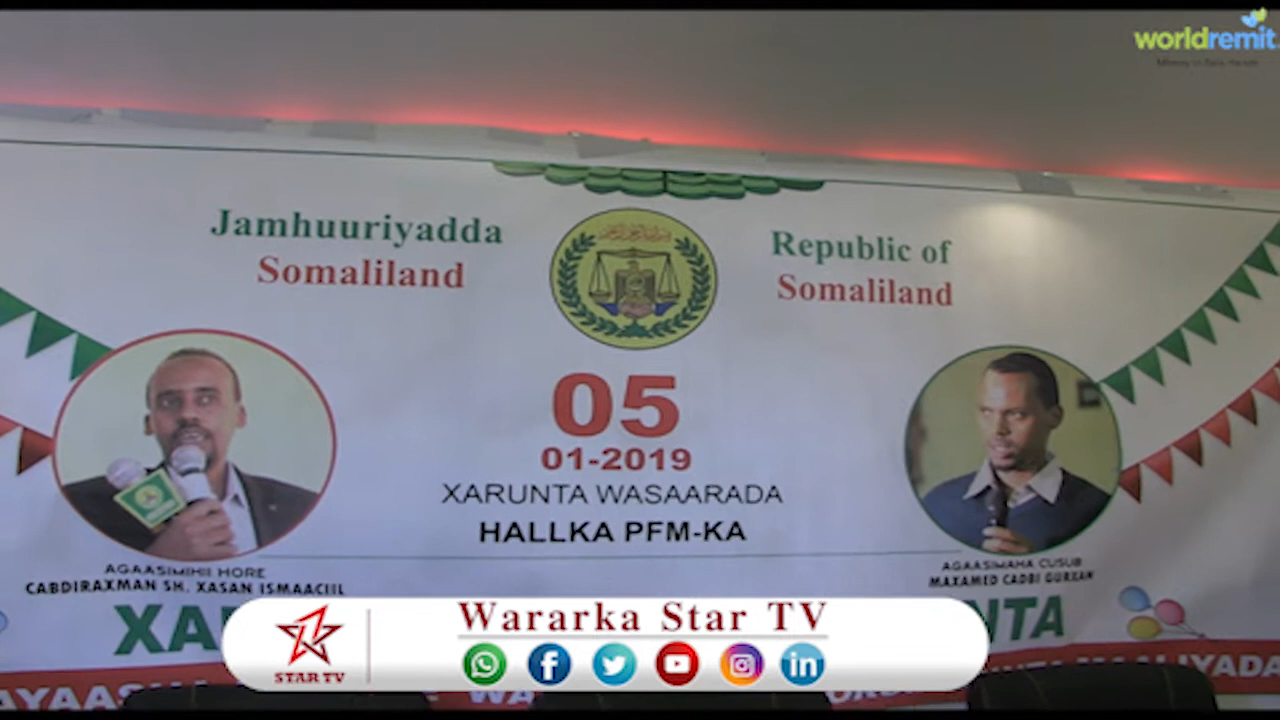 worldremit
Jamhuuriyadda
Somaliland
Republic of
Somaliland
05
01-2019
XARUNTA WASAARADA
HALLKA PFM-KA
AGAASIMIHII HORE
CABDIRAXMAN SH. XASAN ISMAACIIL
AGAASIMAHA CUSUB
MAXAMED CADBI GURXAN
Wararka Star TV
STAR TV